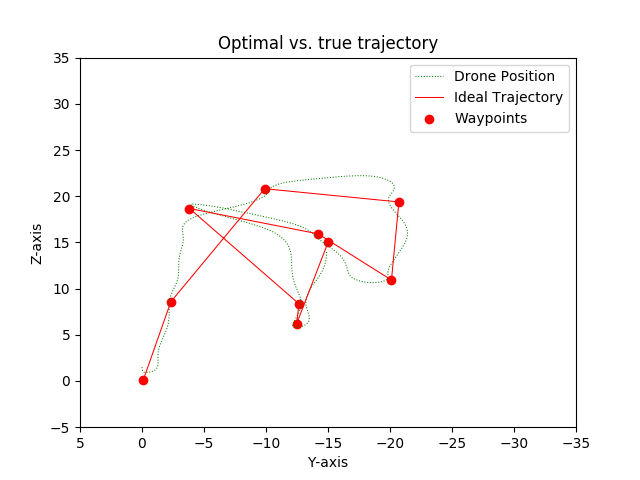 Optimal vs. true trajectory
Drone Position
Ideal Trajectory
Waypoints
35
30
25
20
15
10
5
0
−5
Z-axis
5 0 −5 −10 −15 −20 −25 −30 −35
Y-axis